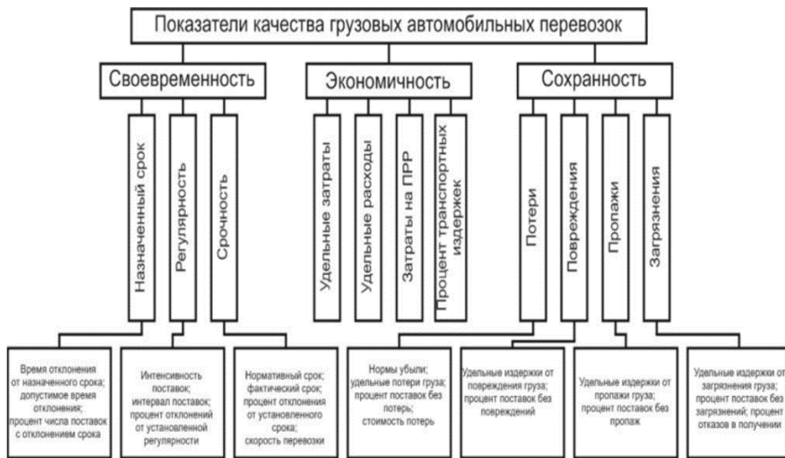 Показатели качества грузовых автомобильных перевозок
Своевременность
Экономичность
Сохранность
Назначенный срок
Регулярность
Срочность
Удельные затраты
Удельные расходы
Затраты на ПРР
Процент транспортных
издержек
Потери
Повреждения
Пропажи
Загрязнения
Время отклонения
от назначенного срока;
допустимое время
отклонения;
процент числа поставок
с отклонением срока
Интенсивность
поставок;
интервал поставок;
процент отклонений
от установленной
регулярности
Нормативный срок;
фактический срок;
процент отклонения
от установленного
срока;
скорость перевозки
Нормы убыли;
удельные потери груза;
процент поставок без
потерь;
стоимость потерь
Удельные издержки от
повреждения груза;
процент поставок без
повреждений
Удельные издержки от
пропажи груза;
процент поставок без
пропаж
Удельные издержки от
загрязнения груза;
процент поставок без
загрязнений; процент
отказов в получении